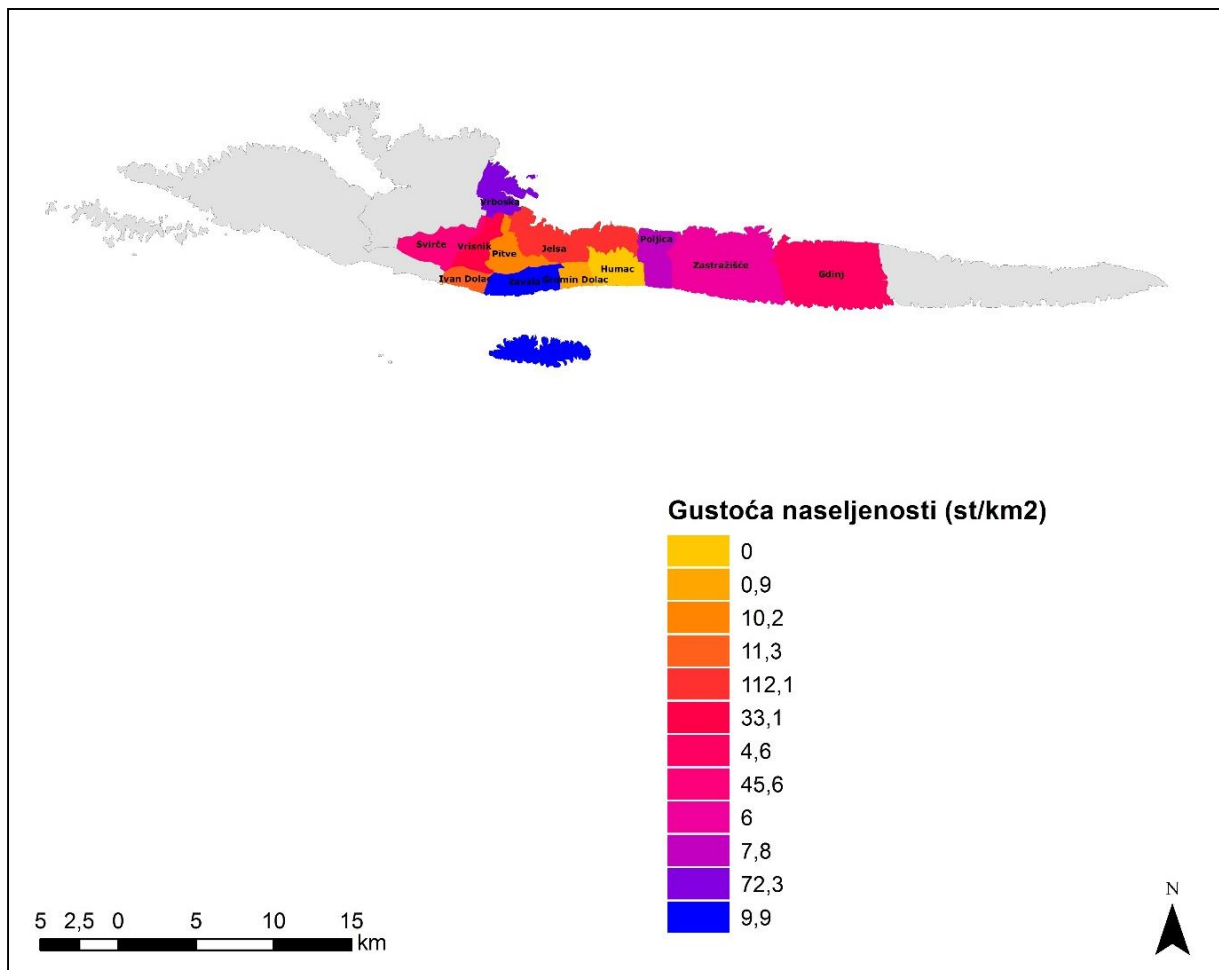 Vrboska
Svirče
Vrisnik
Pitve
Jelsa
Poljica
Humac
Zastražišće
Gdinj
Ivan Dolac
Zavala
Gromin Dolac
Gustoća naseljenosti (st/km2)
0
0,9
10,2
11,3
112,1
33,1
4,6
45,6
6
7,8
72,3
9,9
5 2,5 0 5 10 15
km
N